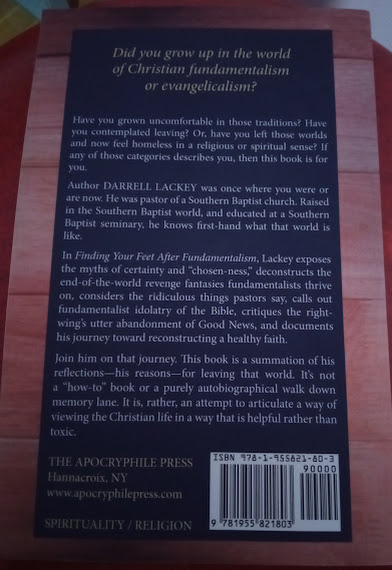 Did you grow up in the world
of Christian fundamentalism
or evangelicalism?
Have you grown uncomfortable in those traditions? Have
you contemplated leaving? Or, have you left those worlds
and now feel homeless in a religious or spiritual sense? If
any of those categories describes you, then this book is for
you.
Author DARRELL LACKEY was once where you were or
are now. He was pastor of a Southern Baptist church. Raised
in the Southern Baptist world, and educated at a Southern
Baptist seminary, he knows first-hand what that world is
like.
In Finding Your Feet After Fundamentalism, Lackey exposes
the myths of certainty and “chosen-ness,” deconstructs the
end-of-the-world revenge fantasies fundamentalists thrive
on, considers the ridiculous things pastors say, calls out
fundamentalist idolatry of the Bible, critiques the right-
wing’s utter abandonment of Good News, and documents
his journey toward reconstructing a healthy faith.
Join him on that journey. This book is a summation of his
reflections—his reasons—for leaving that world. It’s not
a “how-to” book or a purely autobiographical walk down
memory lane. It is, rather, an attempt to articulate a way of
viewing the Christian life in a way that is helpful rather than
toxic.
THE APOCRYPHILE PRESS
Hannacroix, NY
www.apocryphilepress.com
SPIRITUALITY / RELIGION
ISBN 978-1-955821-80-3
90000
9 781955 821803